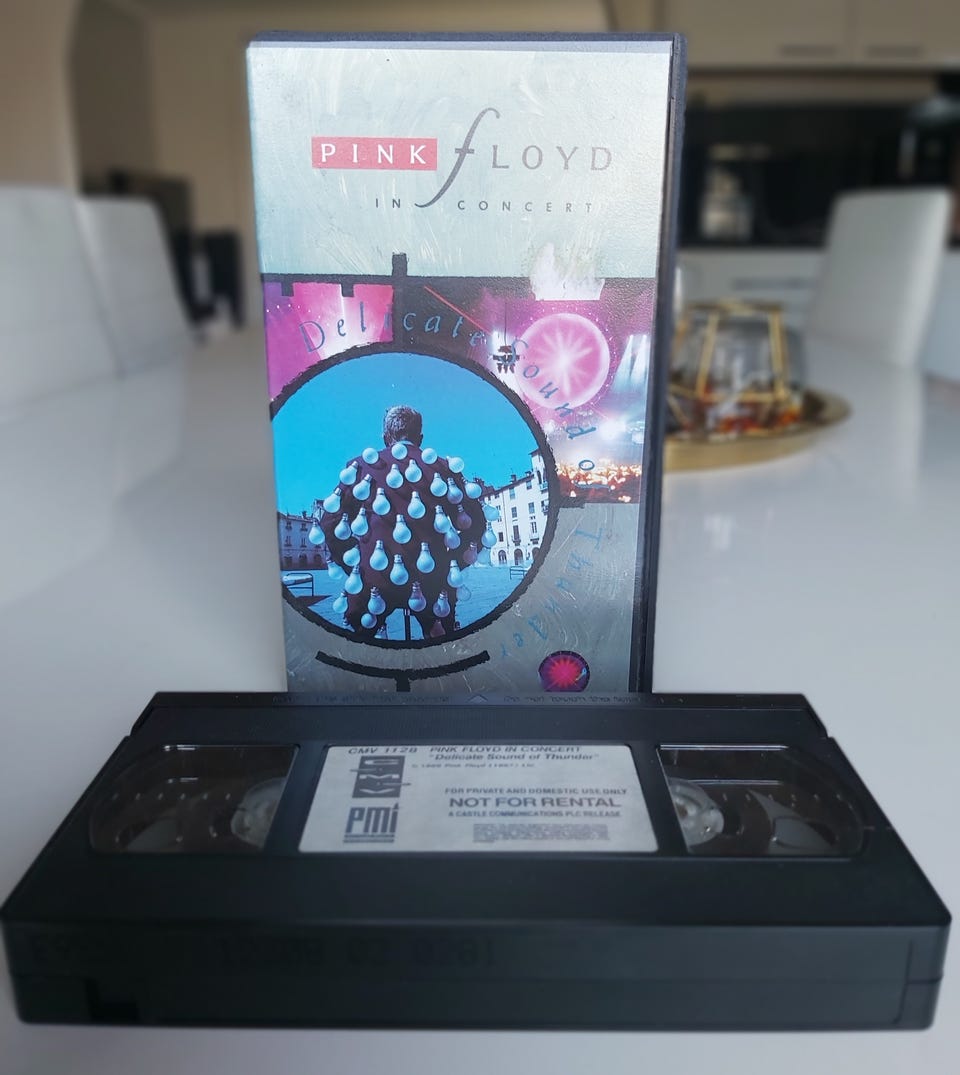 PINK FLOYD
IN CONCERT
Delicate Sound of Thunder
CMV 1128 PINK FLOYD IN CONCERT
"Delicate Sound of Thunder"
CMV
PMI
FOR PRIVATE AND DOMESTIC USE ONLY
NOT FOR RENTAL
A CASTLE COMMUNICATIONS PLC RELEASE